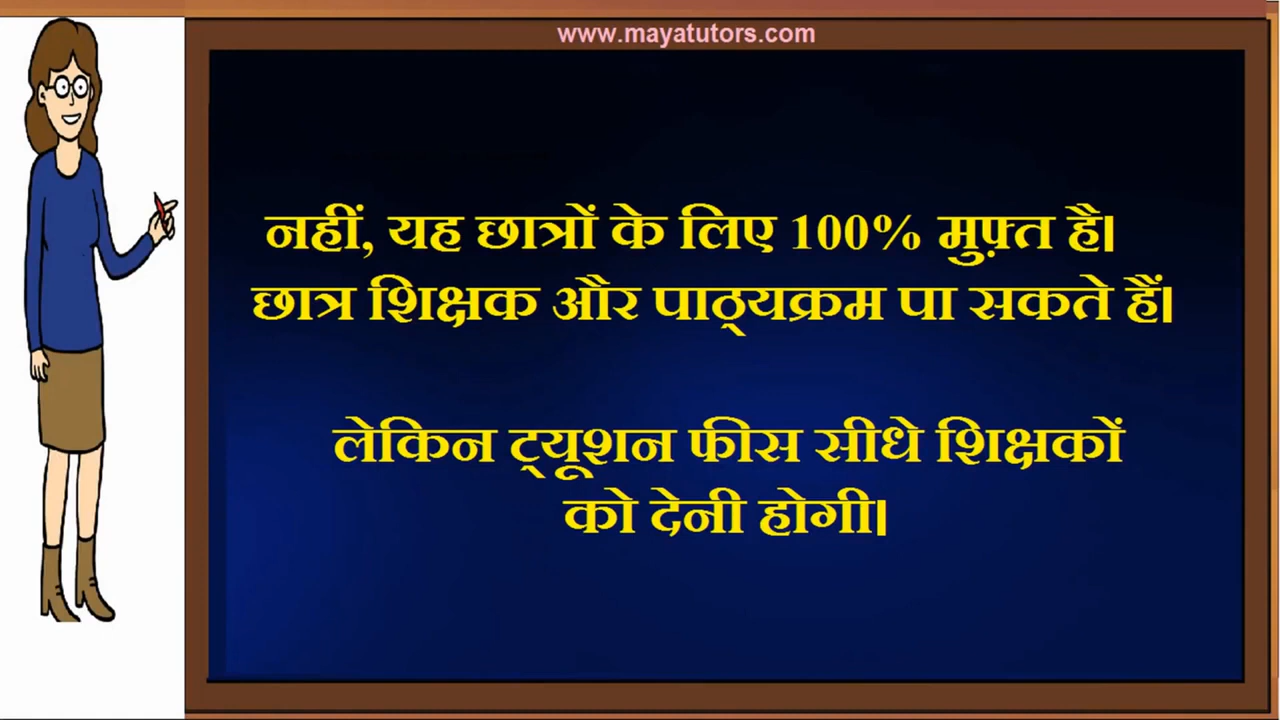 www.mayatutors.com
नहीं, यह छात्रों के लिए 100% मुफ़्त है।
छात्र शिक्षक और पाठ्यक्रम पा सकते हैं।
लेकिन ट्यूशन फीस सीधे शिक्षकों
को देनी होगी।